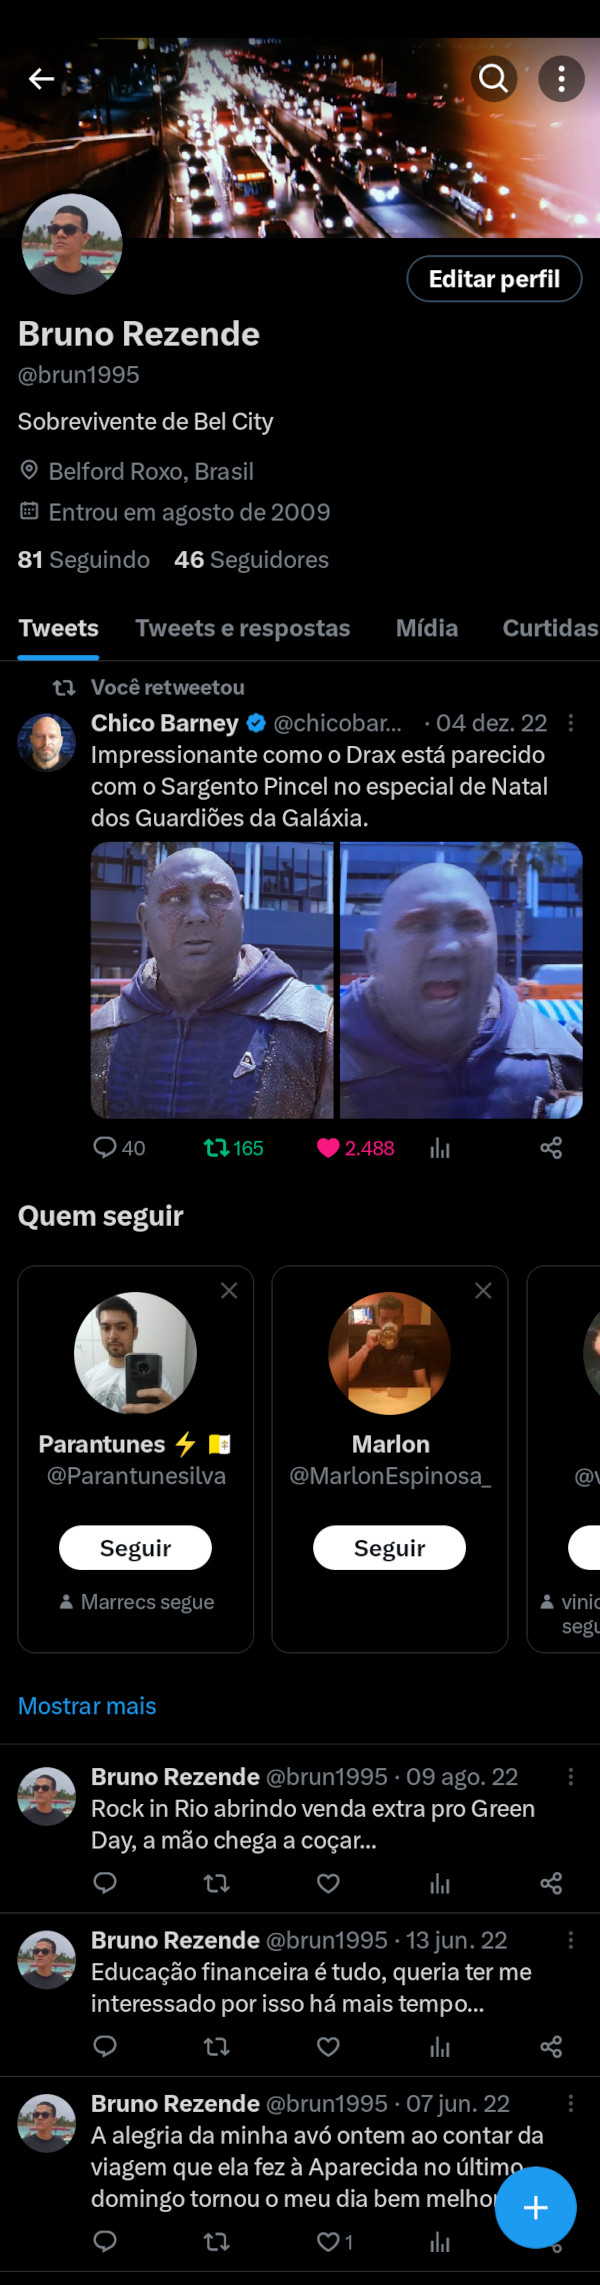 Editar perfil
Bruno Rezende
@brun1995
Sobrevivente de Bel City
Belford Roxo, Brasil
Entrou em agosto de 2009
81 Seguindo 46 Seguidores
Tweets Tweets e respostas Mídia Curtidas
Você retweetou
Chico Barney @chicobar... · 04 dez. 22
Impressionante como o Drax está parecido
com o Sargento Pincel no especial de Natal
dos Guardiões da Galáxia.
40 165 2.488
Quem seguir
Parantunes ⚡ 🇻🇦
@Parantunesilva
Seguir
Marrecs segue
Marlon
@MarlonEspinosa_
Seguir
Mostrar mais
Bruno Rezende @brun1995 · 09 ago. 22
Rock in Rio abrindo venda extra pro Green
Day, a mão chega a coçar...
Bruno Rezende @brun1995 · 13 jun. 22
Educação financeira é tudo, queria ter me
interessado por isso há mais tempo...
Bruno Rezende @brun1995 · 07 jun. 22
A alegria da minha avó ontem ao contar da
viagem que ela fez à Aparecida no último
domingo tornou o meu dia bem melhor
1